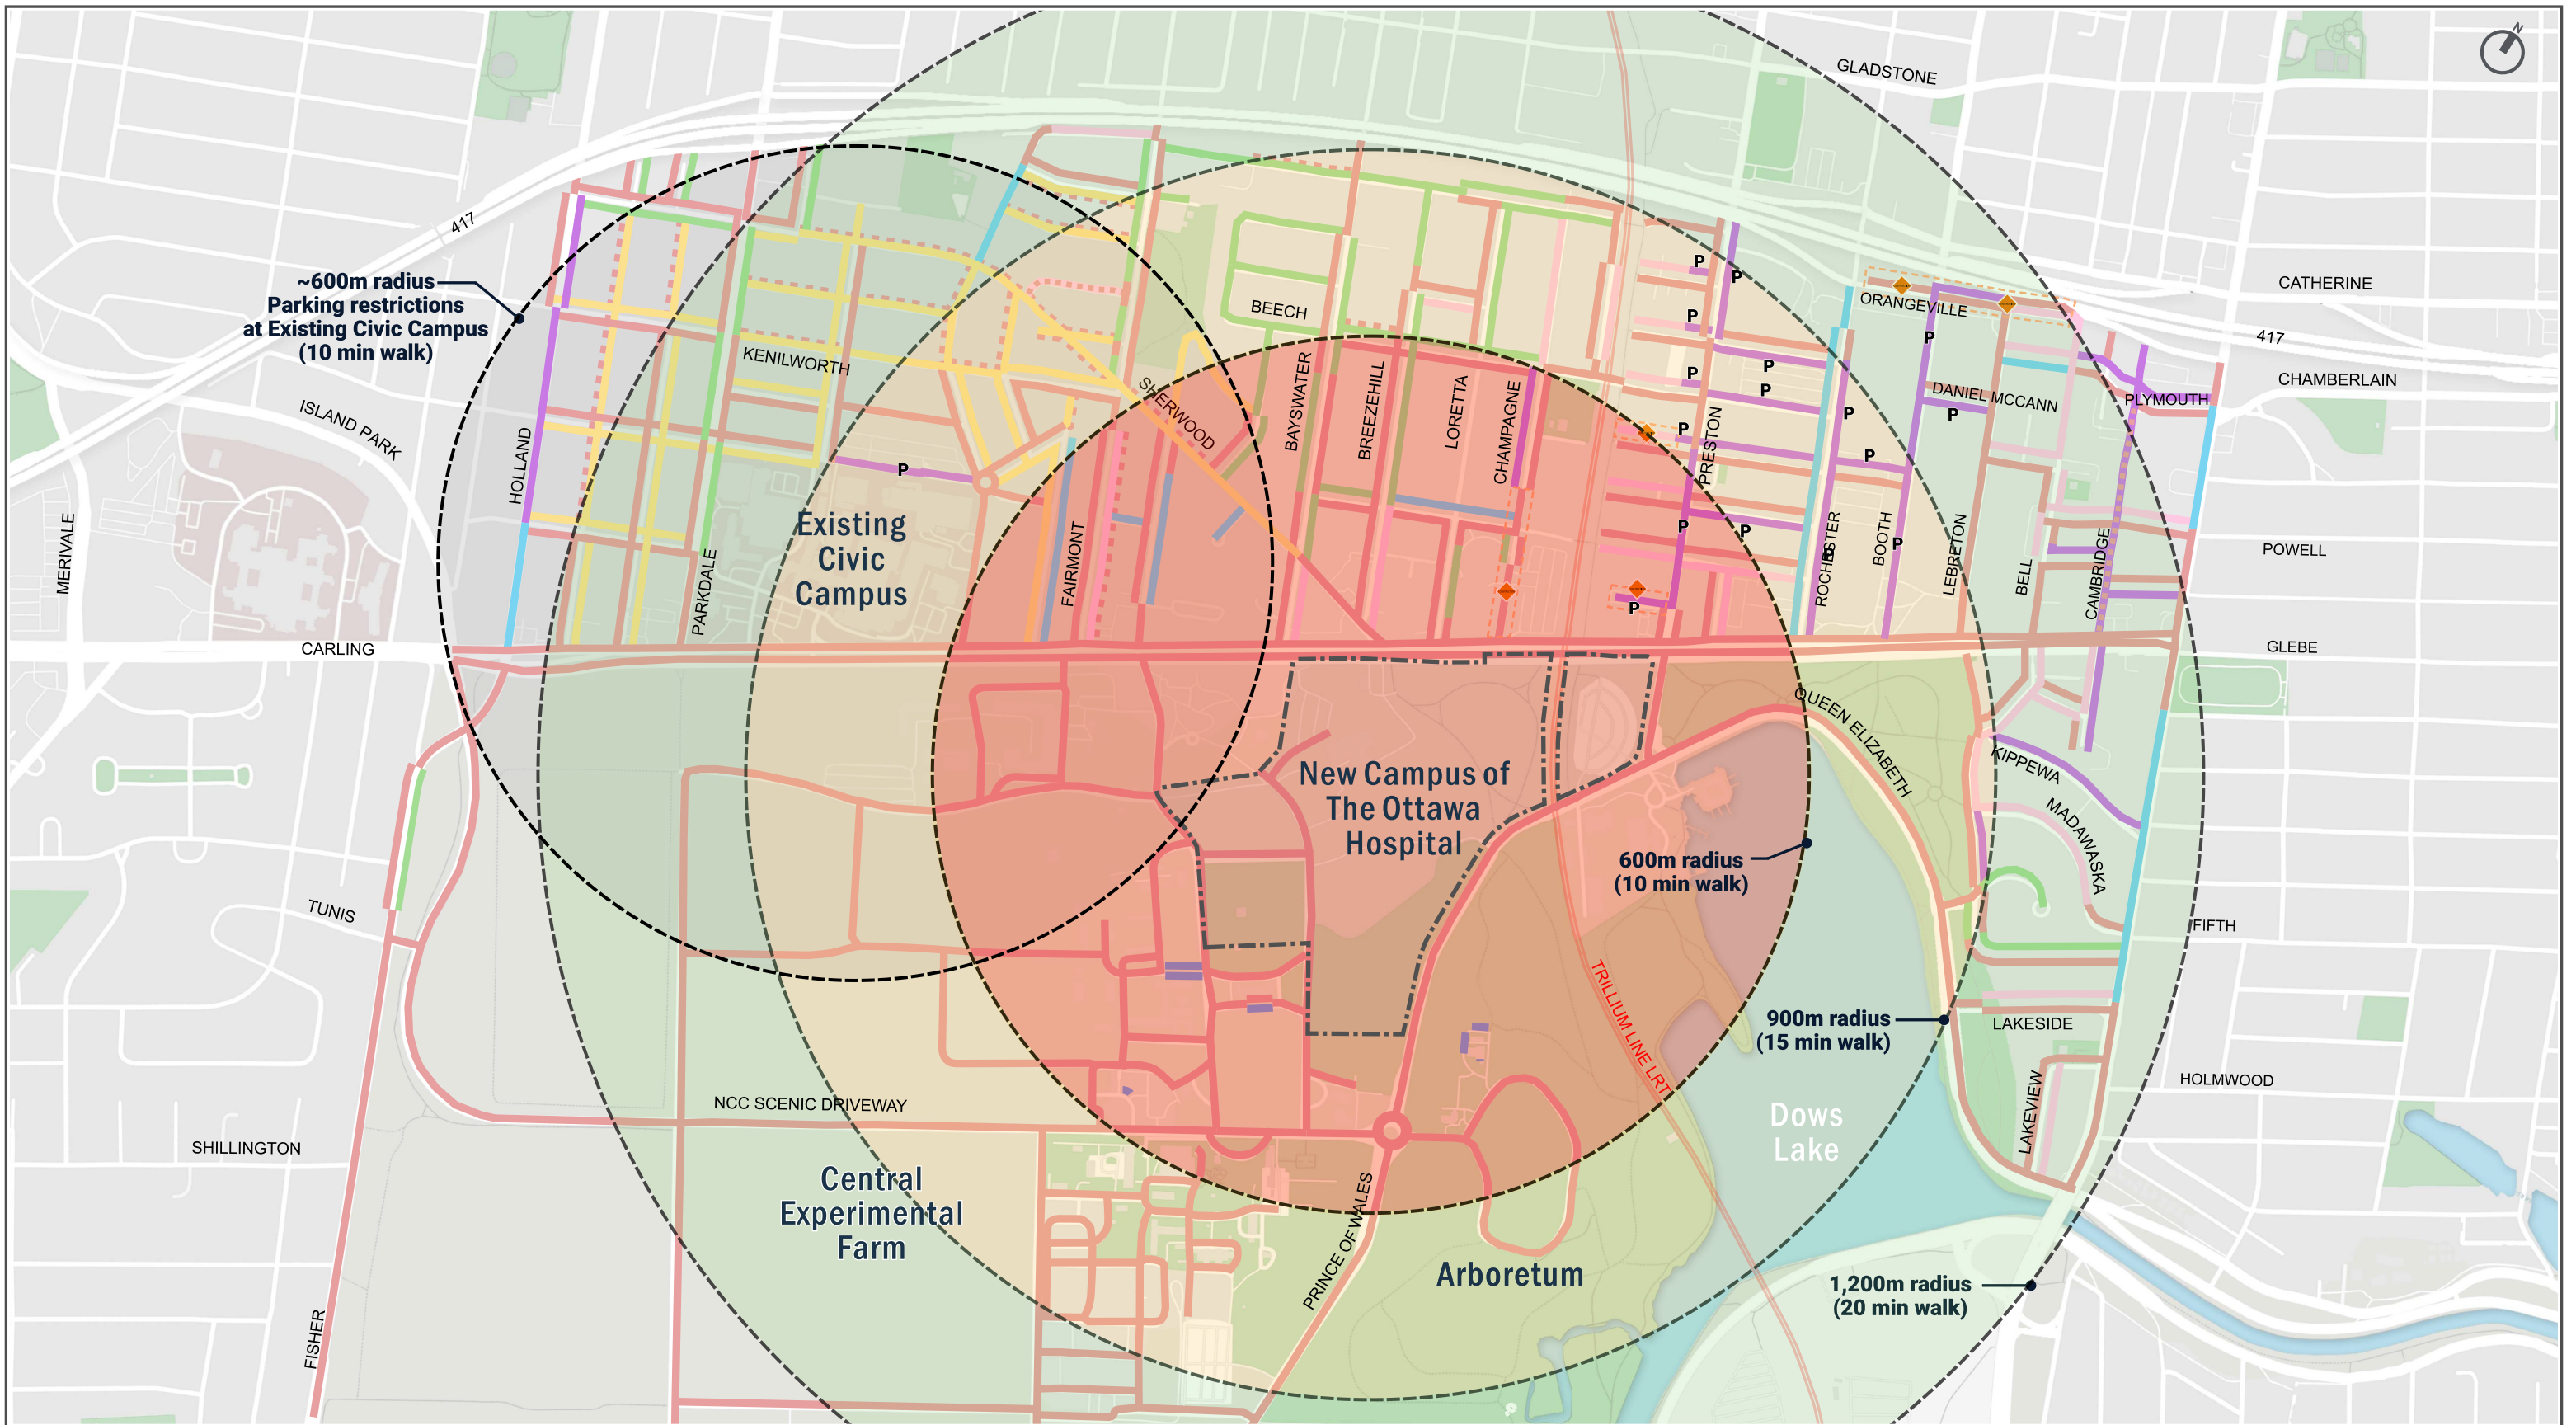 N
GLADSTONE
417
CATHERINE
~600m radius
Parking restrictions
at Existing Civic Campus
(10 min walk)
ORANGEVILLE
BEECH
P
P
P
P
417
KENILWORTH
P
P
P
CHAMBERLAIN
DANIEL MCCANN
PLYMOUTH
ISLAND PARK
SHERWOOD
BAYSWATER
BREEZEHILL
LORETTA
CHAMPAGNE
PRESTON
P
P
P
P
P
HOLLAND
Existing
Civic
Campus
P
P
P
P
POWELL
MERIVALE
PARKDALE
FAIRMONT
ROCHESTER
BOOTH
LEBRETON
BELL
CAMBRIDGE
P
CARLING
GLEBE
QUEEN ELIZABETH
KIPPEWA
MADAWASKA
New Campus of
The Ottawa
Hospital
600m radius
(10 min walk)
TUNIS
FIFTH
TRILLIUM LINE LRT
900m radius
(15 min walk)
LAKESIDE
HOLMWOOD
LAKEVIEW
NCC SCENIC DRIVEWAY
Dows
Lake
SHILLINGTON
Central
Experimental
Farm
PRINCE OF WALES
Arboretum
1,200m radius
(20 min walk)
FISHER